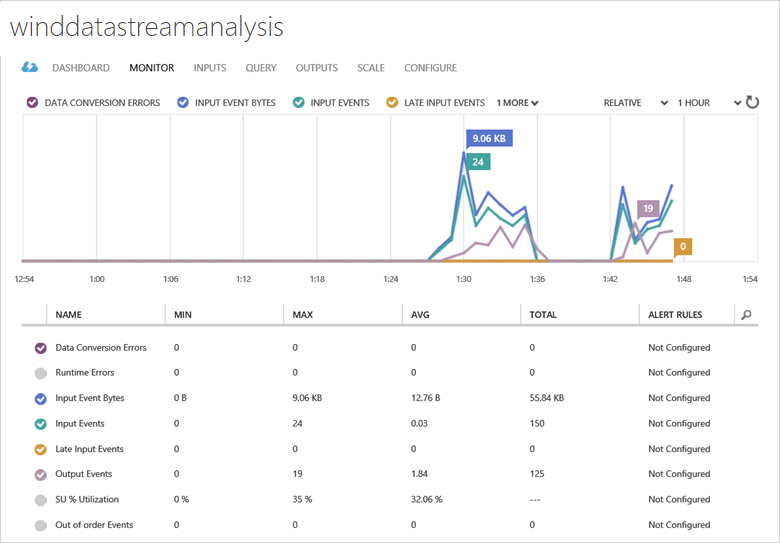 winddatastreamanalysis
DASHBOARD MONITOR INPUTS QUERY OUTPUTS SCALE CONFIGURE
DATA CONVERSION ERRORS INPUT EVENT BYTES INPUT EVENTS LATE INPUT EVENTS 1 MORE RELATIVE 1 HOUR
9.06 KB
24
19
0
12:54 1:00 1:06 1:12 1:18 1:24 1:30 1:36 1:42 1:48 1:54
NAME MIN MAX AVG TOTAL ALERT RULES
Data Conversion Errors 0 0 0 0 Not Configured
Runtime Errors 0 0 0 0 Not Configured
Input Event Bytes 0 B 9.06 KB 12.76 B 55.84 KB Not Configured
Input Events 0 24 0.03 150 Not Configured
Late Input Events 0 0 0 0 Not Configured
Output Events 0 19 1.84 125 Not Configured
SU % Utilization 0 % 35 % 32.06 % --- Not Configured
Out of order Events 0 0 0 0 Not Configured